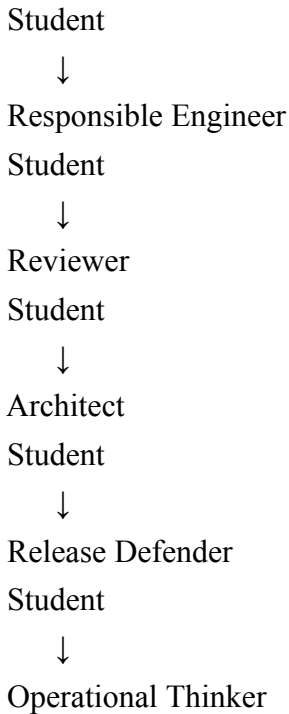 Student
↓
Responsible Engineer
Student
↓
Reviewer
Student
↓
Architect
Student
↓
Release Defender
Student
↓
Operational Thinker